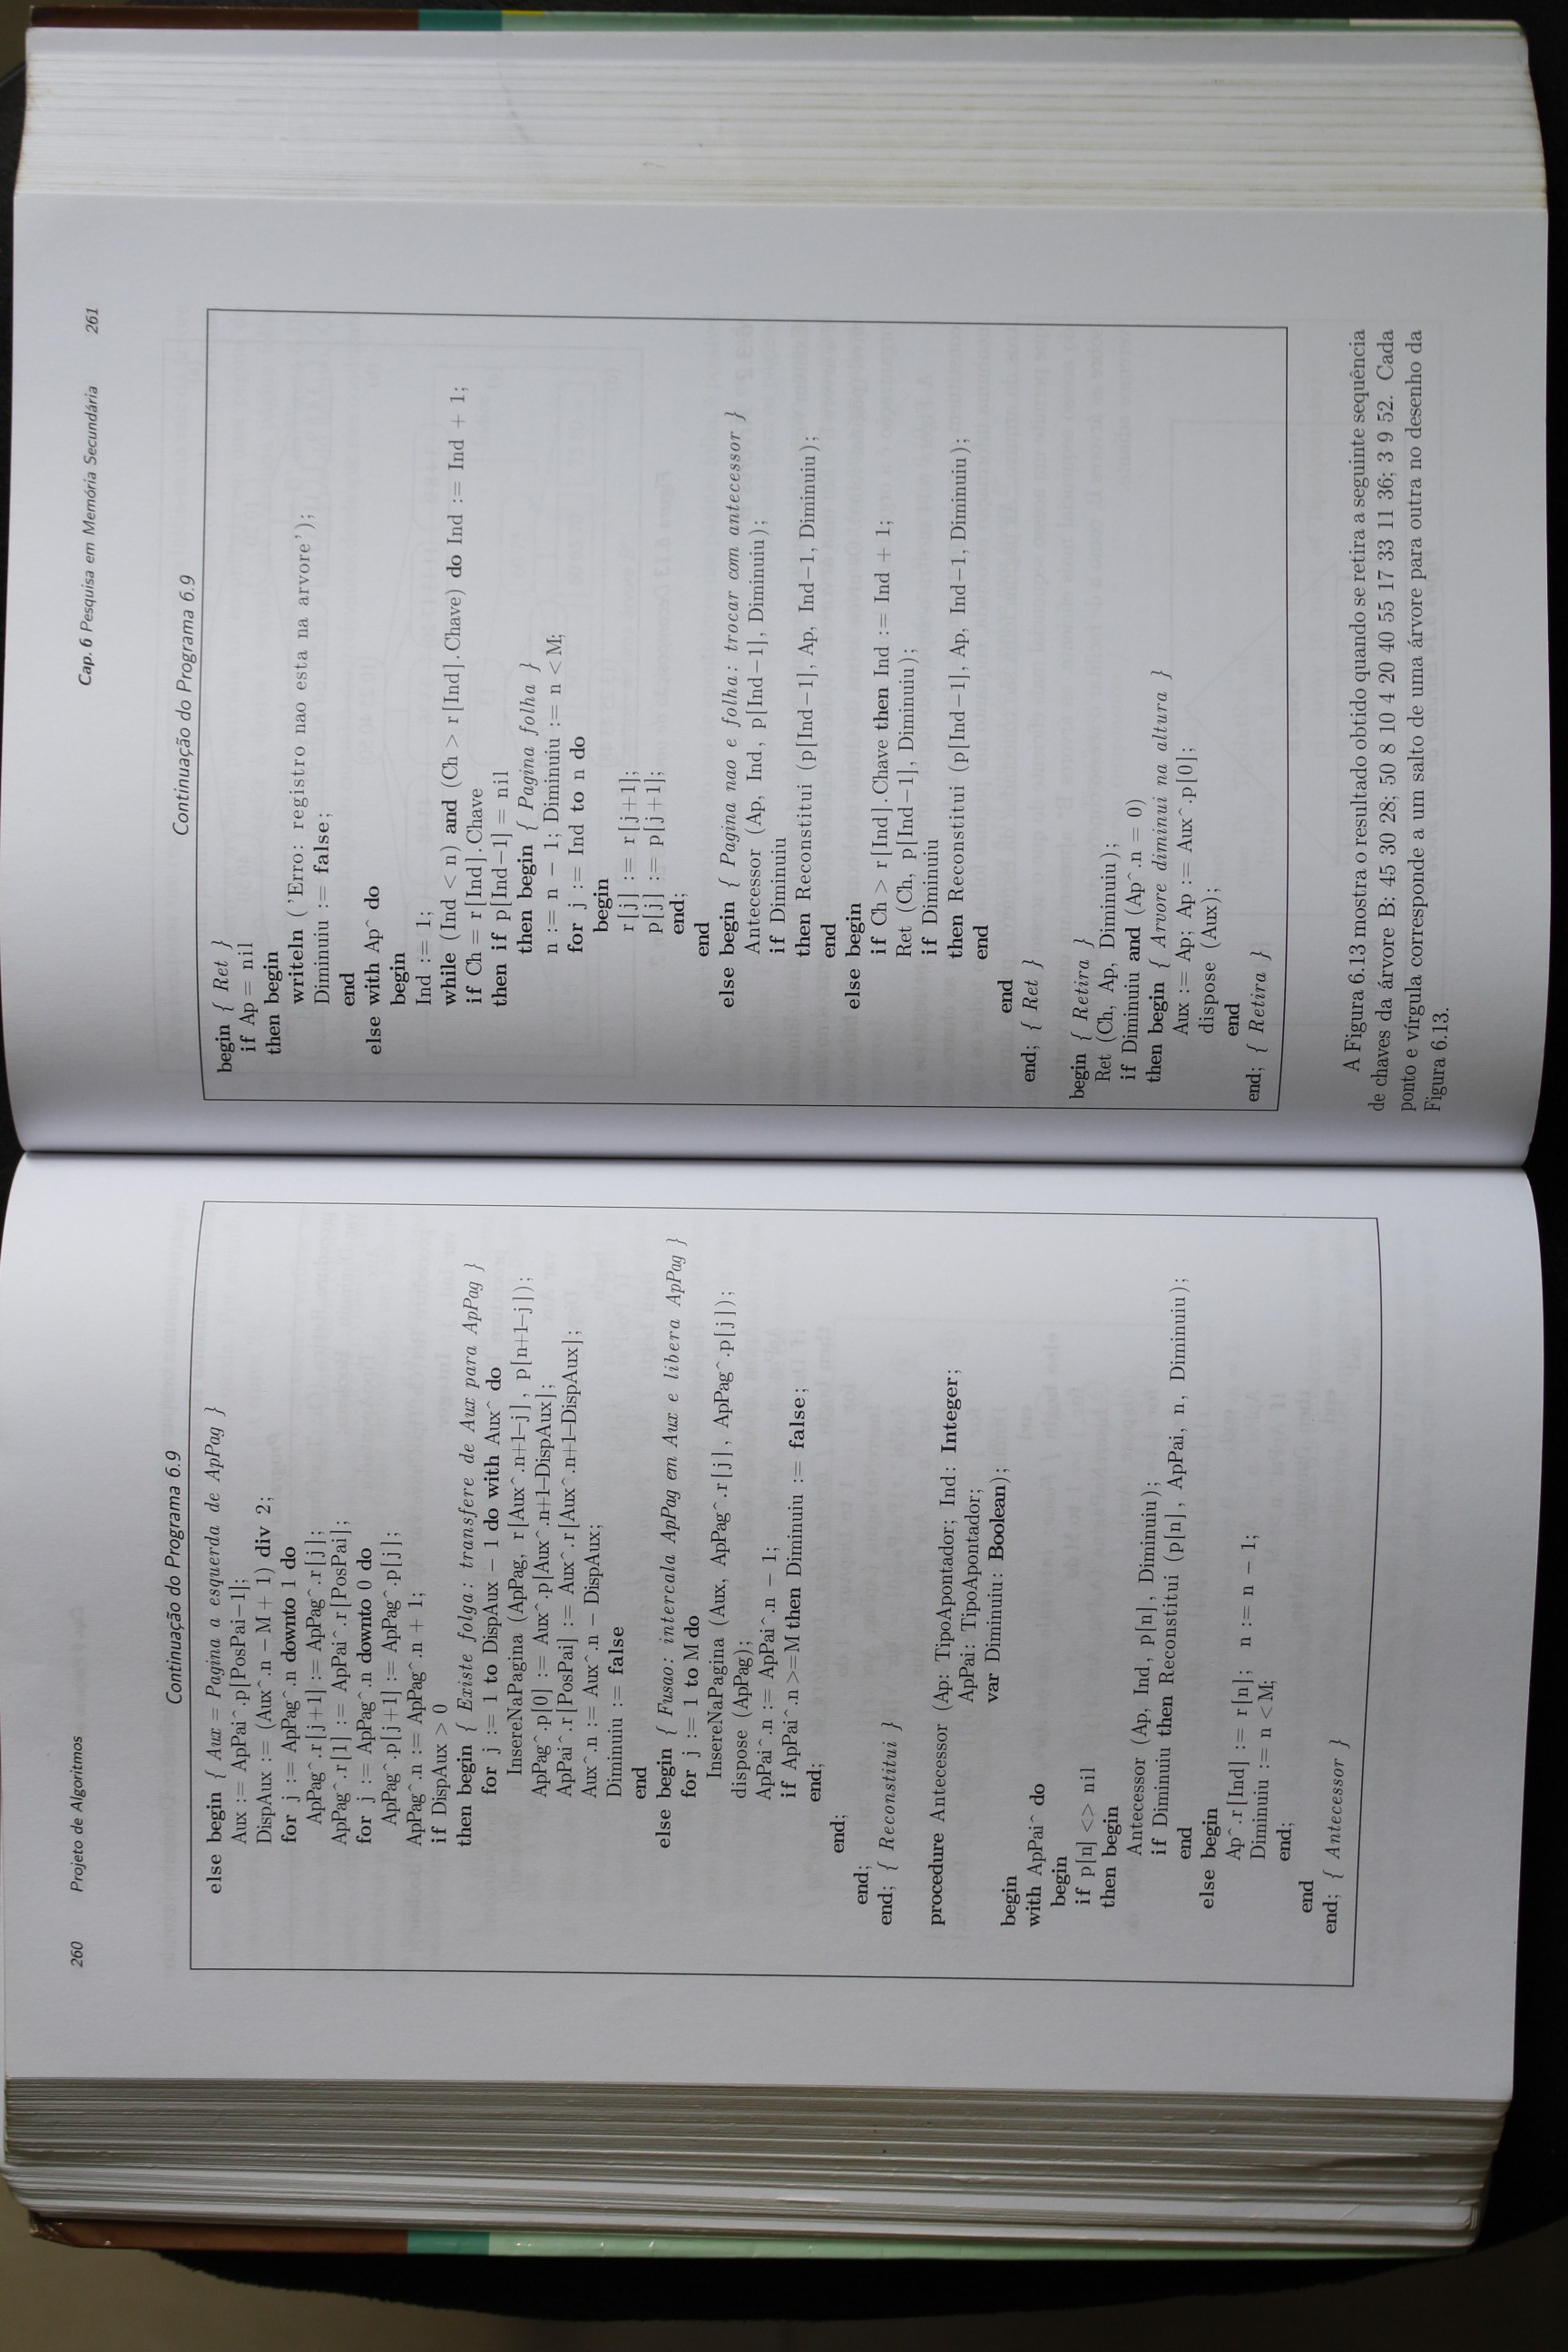 260 Projeto de Algoritmos
Continuação do Programa 6.9
else begin { Aux = Pagina a esquerda de ApPag }
Aux := ApPai^.p[PosPai-1];
DispAux := (Aux^.n - M + 1) div 2;
for j := ApPag^.n downto 1 do
ApPag^.r[j+1] := ApPag^.r[j];
ApPag^.r[1] := ApPai^.r[PosPai];
for j := ApPag^.n downto 0 do
ApPag^.p[j+1] := ApPag^.p[j];
ApPag^.n := ApPag^.n + 1;
if DispAux > 0
then begin { Existe folga: transfere de Aux para ApPag }
for j := 1 to DispAux - 1 do with Aux^ do
InsereNaPagina (ApPag, r[Aux^.n+1-j], p[n+1-j]);
ApPag^.p[0] := Aux^.p[Aux^.n+1-DispAux];
ApPai^.r[PosPai] := Aux^.r[Aux^.n+1-DispAux];
Aux^.n := Aux^.n - DispAux;
Diminuiu := false
end
else begin { Fusao: intercala ApPag em Aux e libera ApPag }
for j := 1 to M do
InsereNaPagina (Aux, ApPag^.r[j], ApPag^.p[j]);
dispose (ApPag);
ApPai^.n := ApPai^.n - 1;
if ApPai^.n >=M then Diminuiu := false;
end;
end;
end;
end; { Reconstitui }
procedure Antecessor (Ap: TipoApontador; Ind: Integer;
ApPai: TipoApontador;
var Diminuiu: Boolean);
begin
with ApPai^ do
begin
if p[n] <> nil
then begin
Antecessor (Ap, Ind, p[n], Diminuiu);
if Diminuiu then Reconstitui (p[n], ApPai, n, Diminuiu);
end
else begin
Ap^.r[Ind] := r[n]; n := n - 1;
Diminuiu := n < M;
end;
end
end; { Antecessor }
Cap. 6 Pesquisa em Memória Secundária 261
Continuação do Programa 6.9
begin { Ret }
if Ap = nil
then begin
writeln ('Erro: registro nao esta na arvore');
Diminuiu := false;
end
else with Ap^ do
begin
Ind := 1;
while (Ind < n) and (Ch > r[Ind].Chave) do Ind := Ind + 1;
if Ch = r[Ind].Chave
then if p[Ind-1] = nil
then begin { Pagina folha }
n := n - 1; Diminuiu := n < M;
for j := Ind to n do
begin
r[j] := r[j+1];
p[j] := p[j+1];
end;
end
else begin { Pagina nao e folha: trocar com antecessor }
Antecessor (Ap, Ind, p[Ind-1], Diminuiu);
if Diminuiu
then Reconstitui (p[Ind-1], Ap, Ind-1, Diminuiu);
end
else begin
if Ch > r[Ind].Chave then Ind := Ind + 1;
Ret (Ch, p[Ind-1], Diminuiu);
if Diminuiu
then Reconstitui (p[Ind-1], Ap, Ind-1, Diminuiu);
end
end
end; { Ret }
begin { Retira }
Ret (Ch, Ap, Diminuiu);
if Diminuiu and (Ap^.n = 0)
then begin { Arvore diminui na altura }
Aux := Ap; Ap := Aux^.p[0];
dispose (Aux);
end
end; { Retira }
A Figura 6.13 mostra o resultado obtido quando se retira a seguinte sequência
de chaves da árvore B: 45 30 28; 50 8 10 4 20 40 55 17 33 11 36; 3 9 52. Cada
ponto e vírgula corresponde a um salto de uma árvore para outra no desenho da
Figura 6.13.